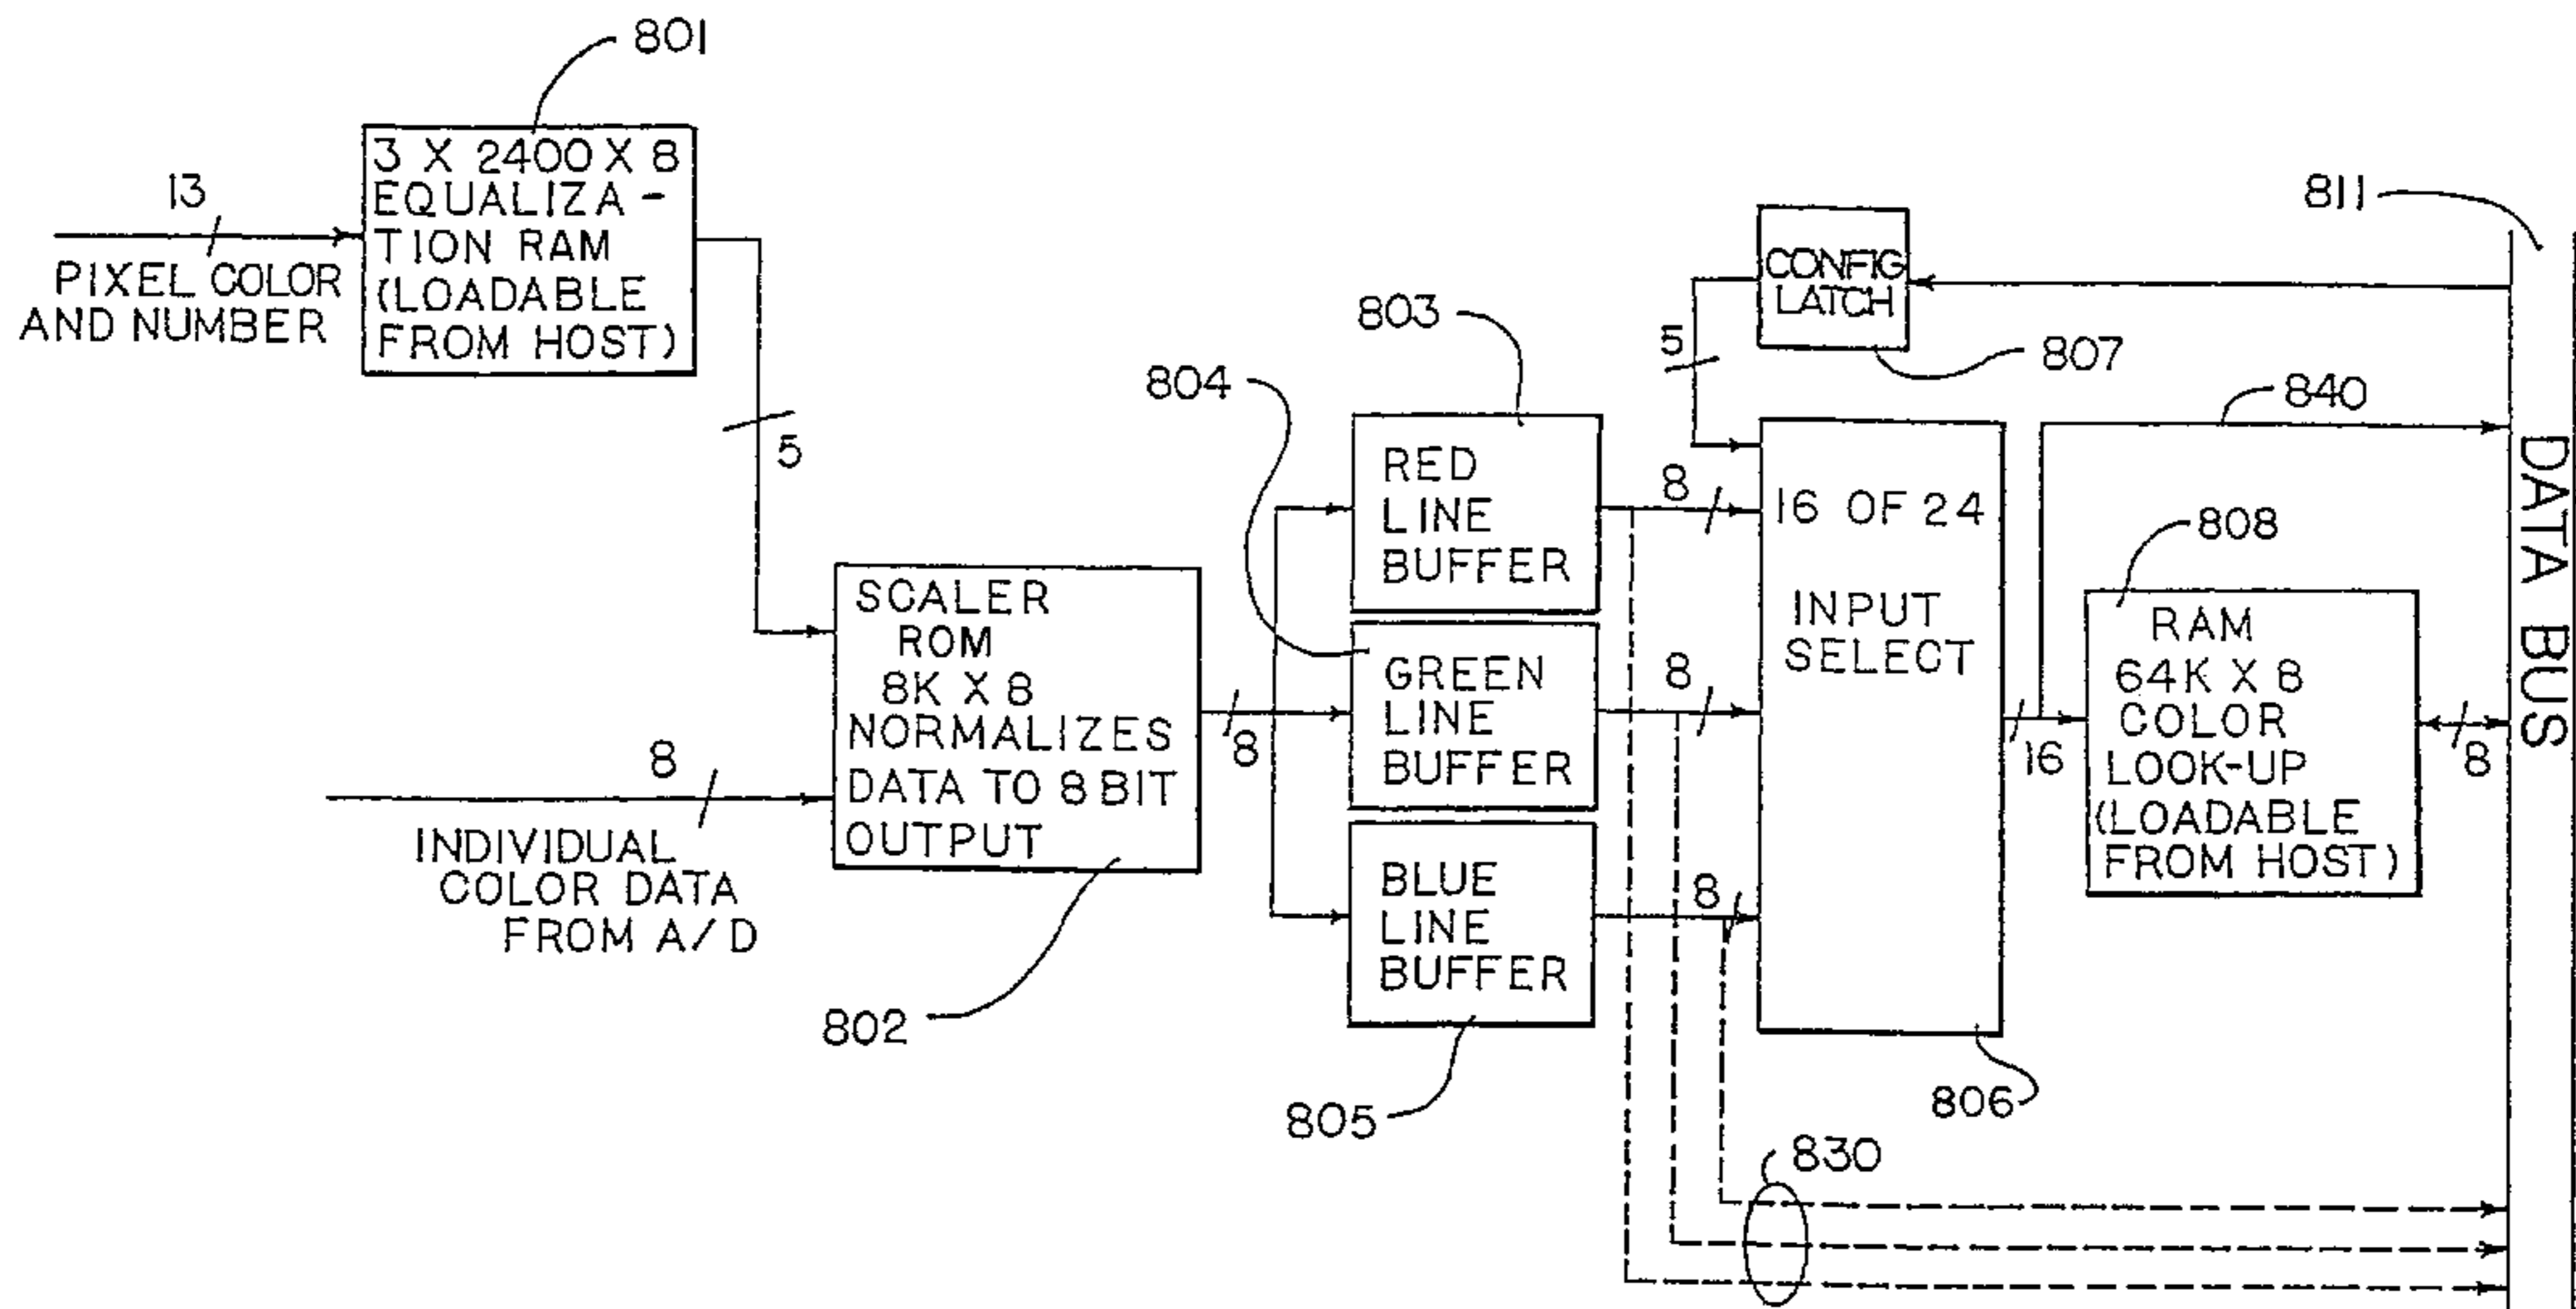 801
3 X 2400 X 8
EQUALIZA-
TION RAM
(LOADABLE
FROM HOST)
13
PIXEL COLOR
AND NUMBER
5
SCALER
ROM
8K X 8
NORMALIZES
DATA TO 8 BIT
OUTPUT
802
8
INDIVIDUAL
COLOR DATA
FROM A/D
8
803
RED
LINE
BUFFER
804
GREEN
LINE
BUFFER
BLUE
LINE
BUFFER
805
8
8
8
CONFIG
LATCH
807
5
16 OF 24
INPUT
SELECT
806
16
840
808
RAM
64K X 8
COLOR
LOOK-UP
(LOADABLE
FROM HOST)
8
811
DATA BUS
830